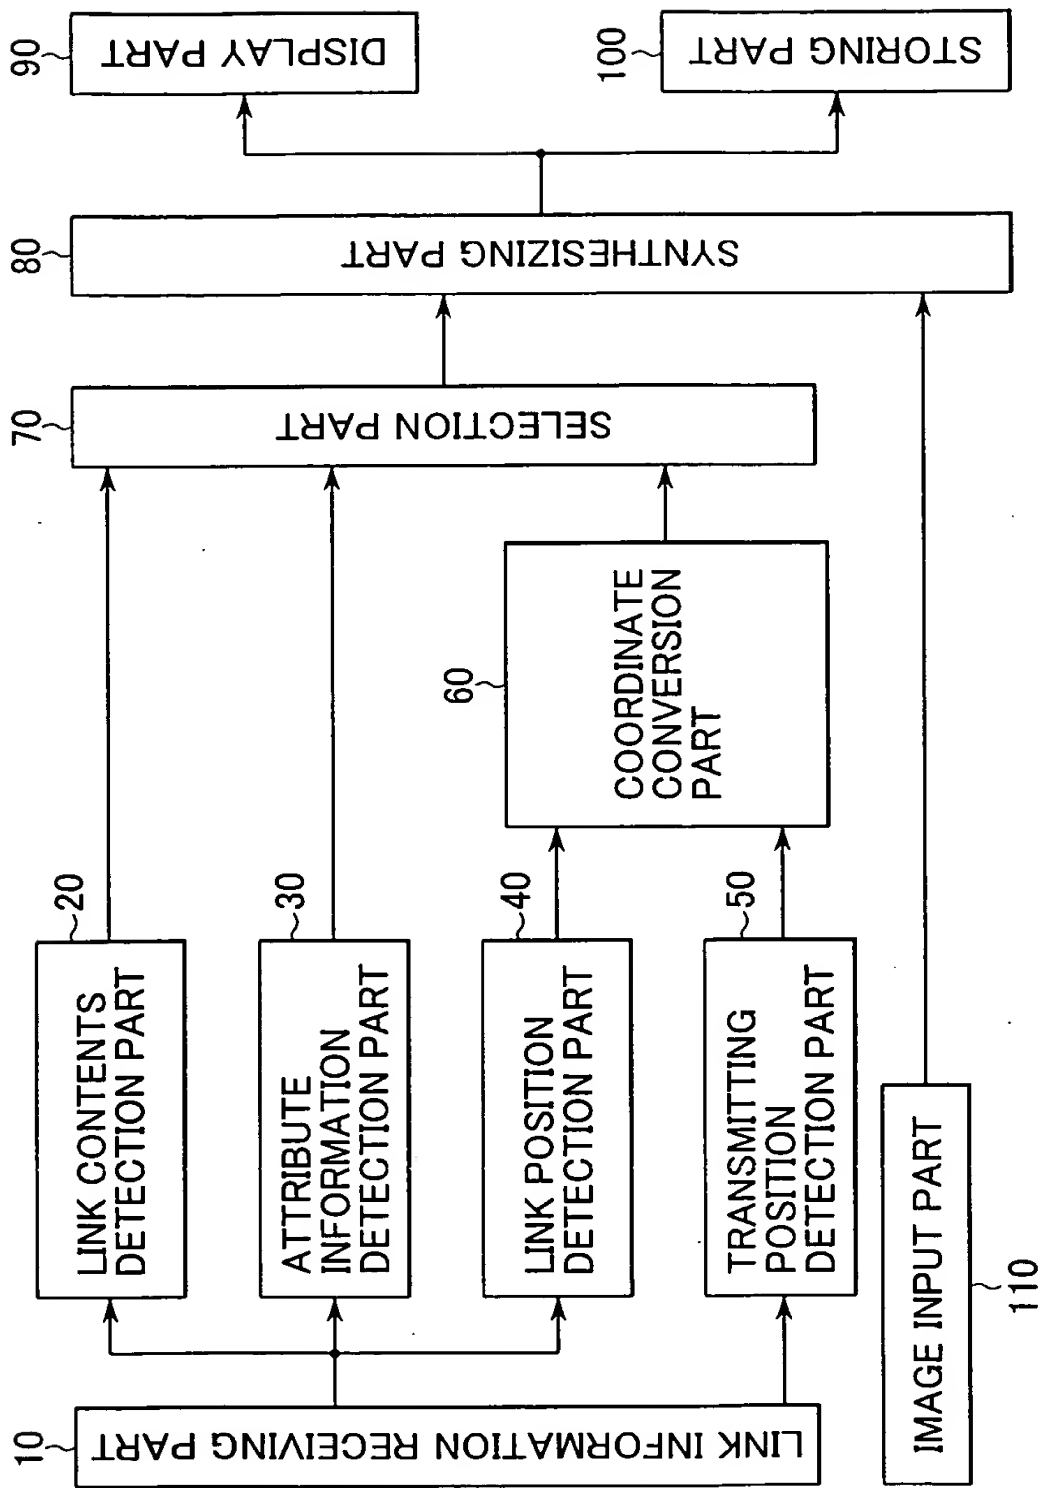 10
LINK INFORMATION RECEIVING PART
20
LINK CONTENTS
DETECTION PART
30
ATTRIBUTE
INFORMATION
DETECTION PART
40
LINK POSITION
DETECTION PART
50
TRANSMITTING
POSITION
DETECTION PART
60
COORDINATE
CONVERSION
PART
70
SELECTION PART
80
SYNTHESIZING PART
90
DISPLAY PART
100
STORING PART
IMAGE INPUT PART
110